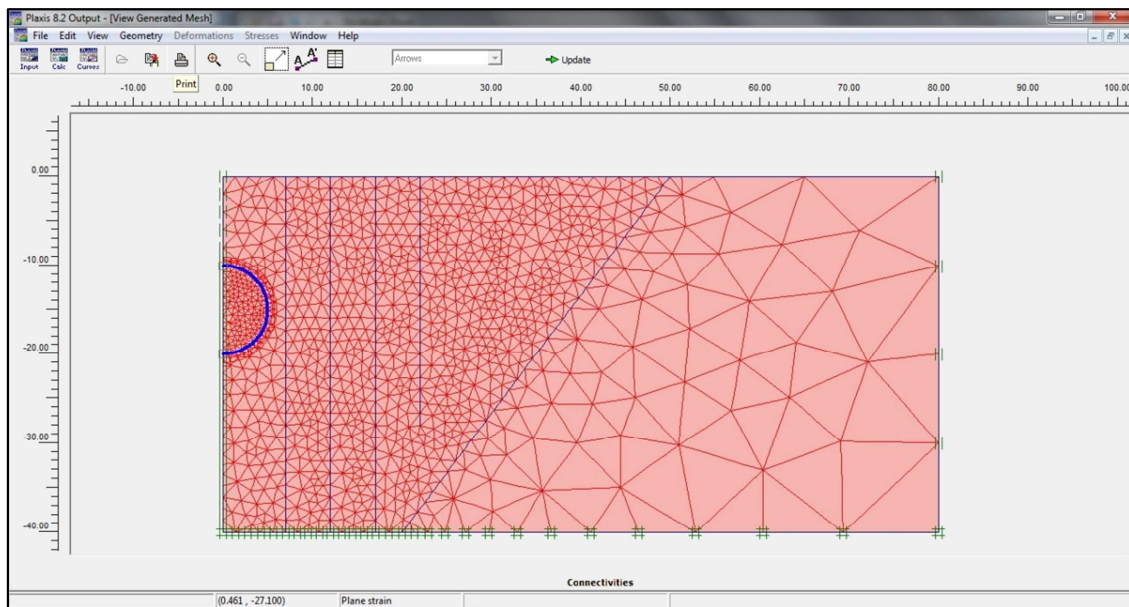 Plaxis 8.2 Output - [View Generated Mesh]
File Edit View Geometry Deformations Stresses Window Help
Input Calc Curves Arrows Update
Print
-10.00 0.00 10.00 20.00 30.00 40.00 50.00 60.00 70.00 80.00 90.00 100.00
0.00
-10.00
-20.00
-30.00
-40.00
Connectivities
(0.461 , -27.100) Plane strain